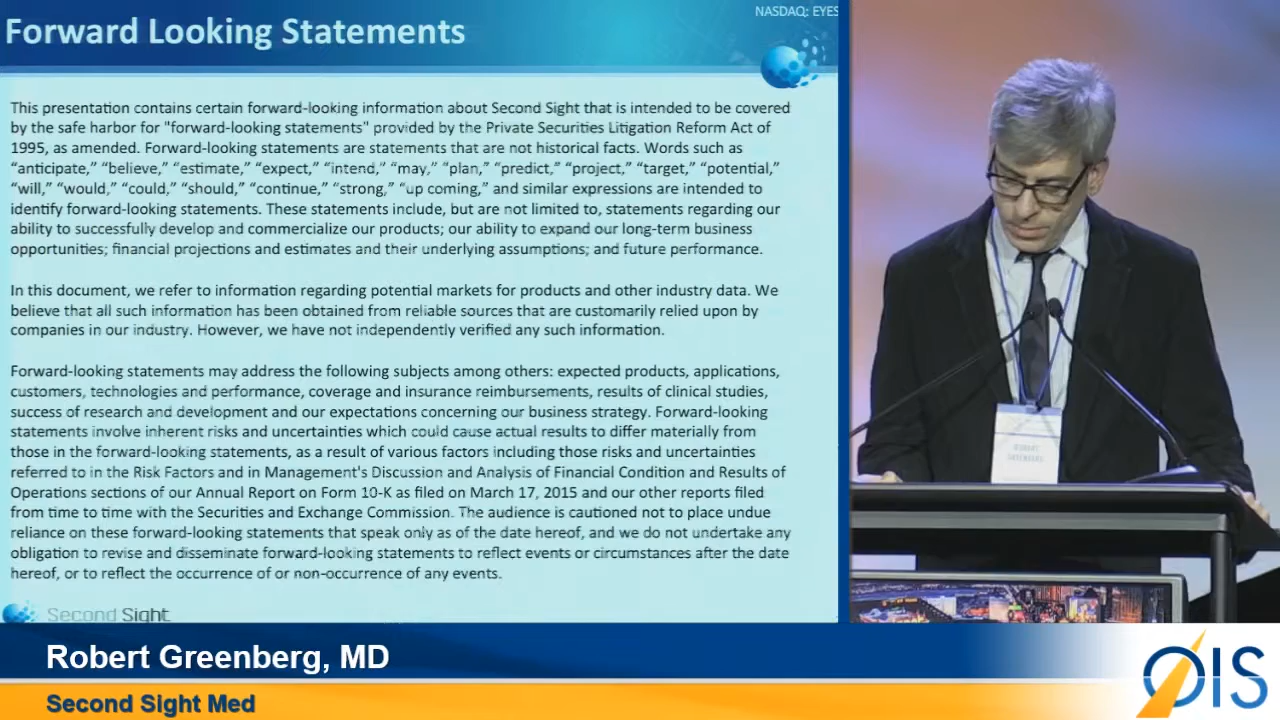 NASDAQ: EYES
Forward Looking Statements
This presentation contains certain forward-looking information about Second Sight that is intended to be covered
by the safe harbor for "forward-looking statements" provided by the Private Securities Litigation Reform Act of
1995, as amended. Forward-looking statements are statements that are not historical facts. Words such as
“anticipate,” “believe,” “estimate,” “expect,” “intend,” “may,” “plan,” “predict,” “project,” “target,” “potential,”
“will,” “would,” “could,” “should,” “continue,” “strong,” “up coming,” and similar expressions are intended to
identify forward-looking statements. These statements include, but are not limited to, statements regarding our
ability to successfully develop and commercialize our products; our ability to expand our long-term business
opportunities; financial projections and estimates and their underlying assumptions; and future performance.
In this document, we refer to information regarding potential markets for products and other industry data. We
believe that all such information has been obtained from reliable sources that are customarily relied upon by
companies in our industry. However, we have not independently verified any such information.
Forward-looking statements may address the following subjects among others: expected products, applications,
customers, technologies and performance, coverage and insurance reimbursements, results of clinical studies,
success of research and development and our expectations concerning our business strategy. Forward-looking
statements involve inherent risks and uncertainties which could cause actual results to differ materially from
those in the forward-looking statements, as a result of various factors including those risks and uncertainties
referred to in the Risk Factors and in Management's Discussion and Analysis of Financial Condition and Results of
Operations sections of our Annual Report on Form 10-K as filed on March 17, 2015 and our other reports filed
from time to time with the Securities and Exchange Commission. The audience is cautioned not to place undue
reliance on these forward-looking statements that speak only as of the date hereof, and we do not undertake any
obligation to revise and disseminate forward-looking statements to reflect events or circumstances after the date
hereof, or to reflect the occurrence of or non-occurrence of any events.
Second Sight
Robert Greenberg, MD
Second Sight Med
OIS